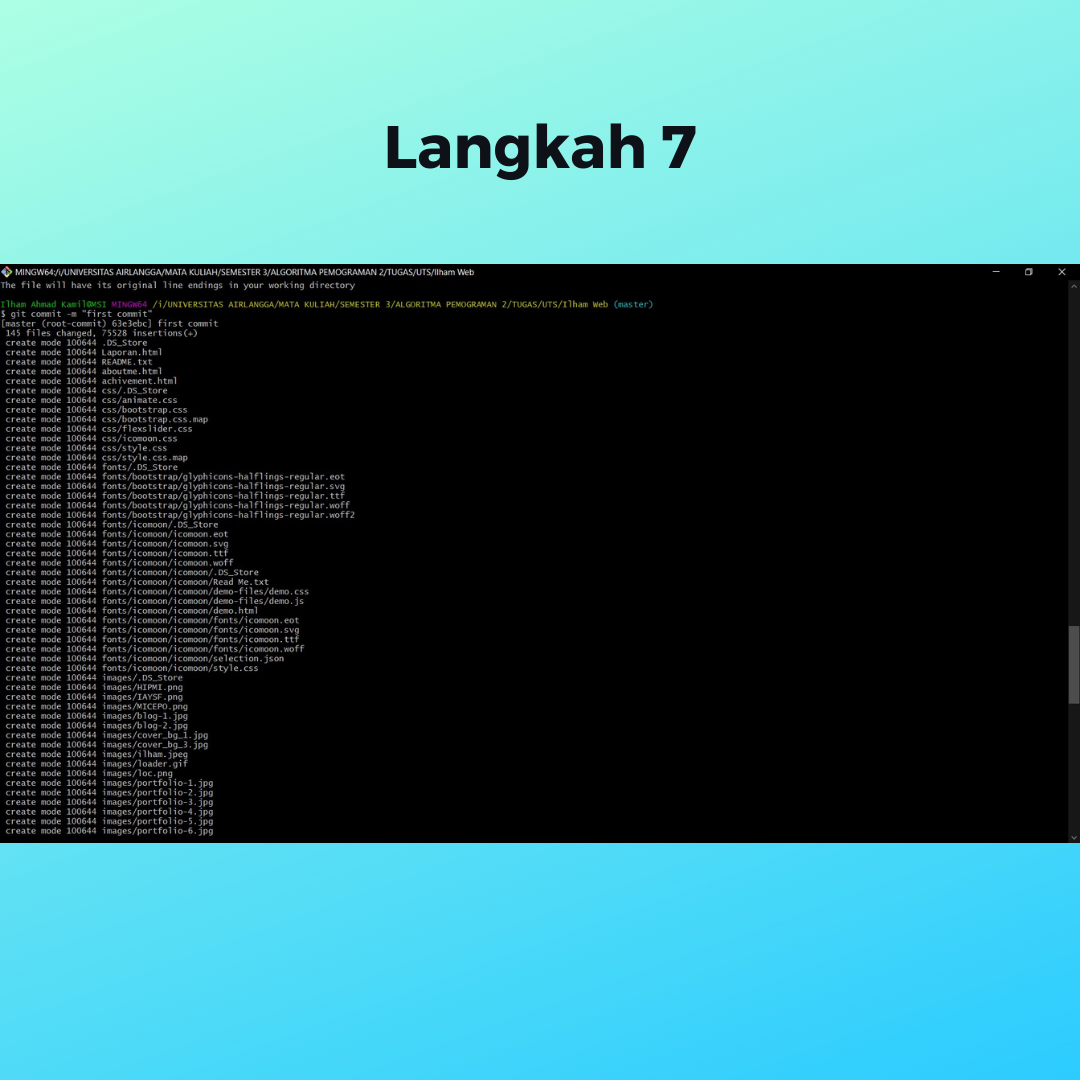 Langkah 7
MINGW64:/i/UNIVERSITAS AIRLANGGA/MATA KULIAH/SEMESTER 3/ALGORITMA PEMOGRAMAN 2/TUGAS/UTS/Ilham Web
The file will have its original line endings in your working directory
Ilham Ahmad Kamil@MSI MINGW64 /i/UNIVERSITAS AIRLANGGA/MATA KULIAH/SEMESTER 3/ALGORITMA PEMOGRAMAN 2/TUGAS/UTS/Ilham Web (master)
$ git commit -m "first commit"
[master (root-commit) 63e3ebc] first commit
 145 files changed, 75528 insertions(+)
 create mode 100644 .DS_Store
 create mode 100644 Laporan.html
 create mode 100644 README.txt
 create mode 100644 aboutme.html
 create mode 100644 achivement.html
 create mode 100644 css/.DS_Store
 create mode 100644 css/animate.css
 create mode 100644 css/bootstrap.css
 create mode 100644 css/bootstrap.css.map
 create mode 100644 css/flexslider.css
 create mode 100644 css/icomoon.css
 create mode 100644 css/style.css
 create mode 100644 css/style.css.map
 create mode 100644 fonts/.DS_Store
 create mode 100644 fonts/bootstrap/glyphicons-halflings-regular.eot
 create mode 100644 fonts/bootstrap/glyphicons-halflings-regular.svg
 create mode 100644 fonts/bootstrap/glyphicons-halflings-regular.ttf
 create mode 100644 fonts/bootstrap/glyphicons-halflings-regular.woff
 create mode 100644 fonts/bootstrap/glyphicons-halflings-regular.woff2
 create mode 100644 fonts/icomoon/.DS_Store
 create mode 100644 fonts/icomoon/icomoon.eot
 create mode 100644 fonts/icomoon/icomoon.svg
 create mode 100644 fonts/icomoon/icomoon.ttf
 create mode 100644 fonts/icomoon/icomoon.woff
 create mode 100644 fonts/icomoon/icomoon/.DS_Store
 create mode 100644 fonts/icomoon/icomoon/Read Me.txt
 create mode 100644 fonts/icomoon/icomoon/demo-files/demo.css
 create mode 100644 fonts/icomoon/icomoon/demo-files/demo.js
 create mode 100644 fonts/icomoon/icomoon/demo.html
 create mode 100644 fonts/icomoon/icomoon/fonts/icomoon.eot
 create mode 100644 fonts/icomoon/icomoon/fonts/icomoon.svg
 create mode 100644 fonts/icomoon/icomoon/fonts/icomoon.ttf
 create mode 100644 fonts/icomoon/icomoon/fonts/icomoon.woff
 create mode 100644 fonts/icomoon/icomoon/selection.json
 create mode 100644 fonts/icomoon/icomoon/style.css
 create mode 100644 images/.DS_Store
 create mode 100644 images/HIPMI.png
 create mode 100644 images/IAYSF.png
 create mode 100644 images/MICEPO.png
 create mode 100644 images/blog-1.jpg
 create mode 100644 images/blog-2.jpg
 create mode 100644 images/cover_bg_1.jpg
 create mode 100644 images/cover_bg_3.jpg
 create mode 100644 images/ilham.jpeg
 create mode 100644 images/loader.gif
 create mode 100644 images/loc.png
 create mode 100644 images/portfolio-1.jpg
 create mode 100644 images/portfolio-2.jpg
 create mode 100644 images/portfolio-3.jpg
 create mode 100644 images/portfolio-4.jpg
 create mode 100644 images/portfolio-5.jpg
 create mode 100644 images/portfolio-6.jpg